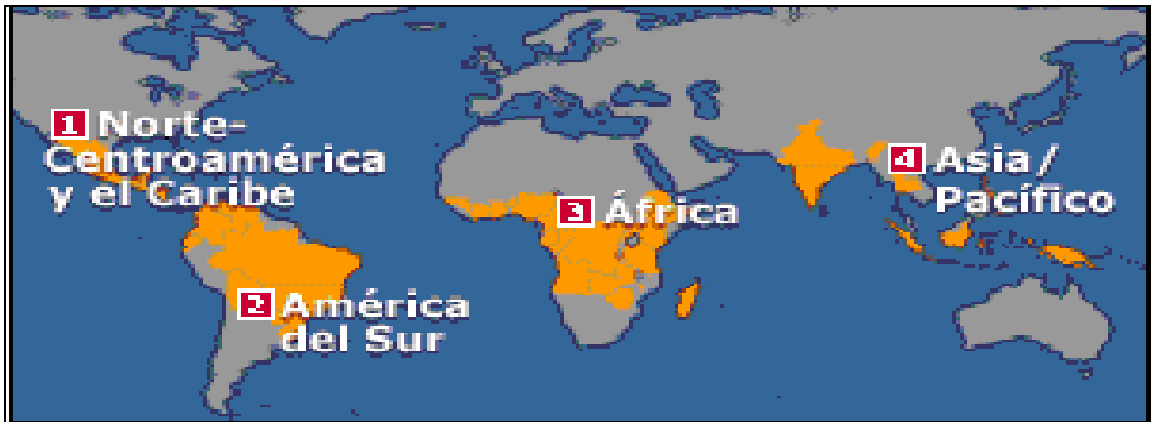 1 Norte-
Centroamérica
y el Caribe
2 América
del Sur
3 África
4 Asia/
Pacífico